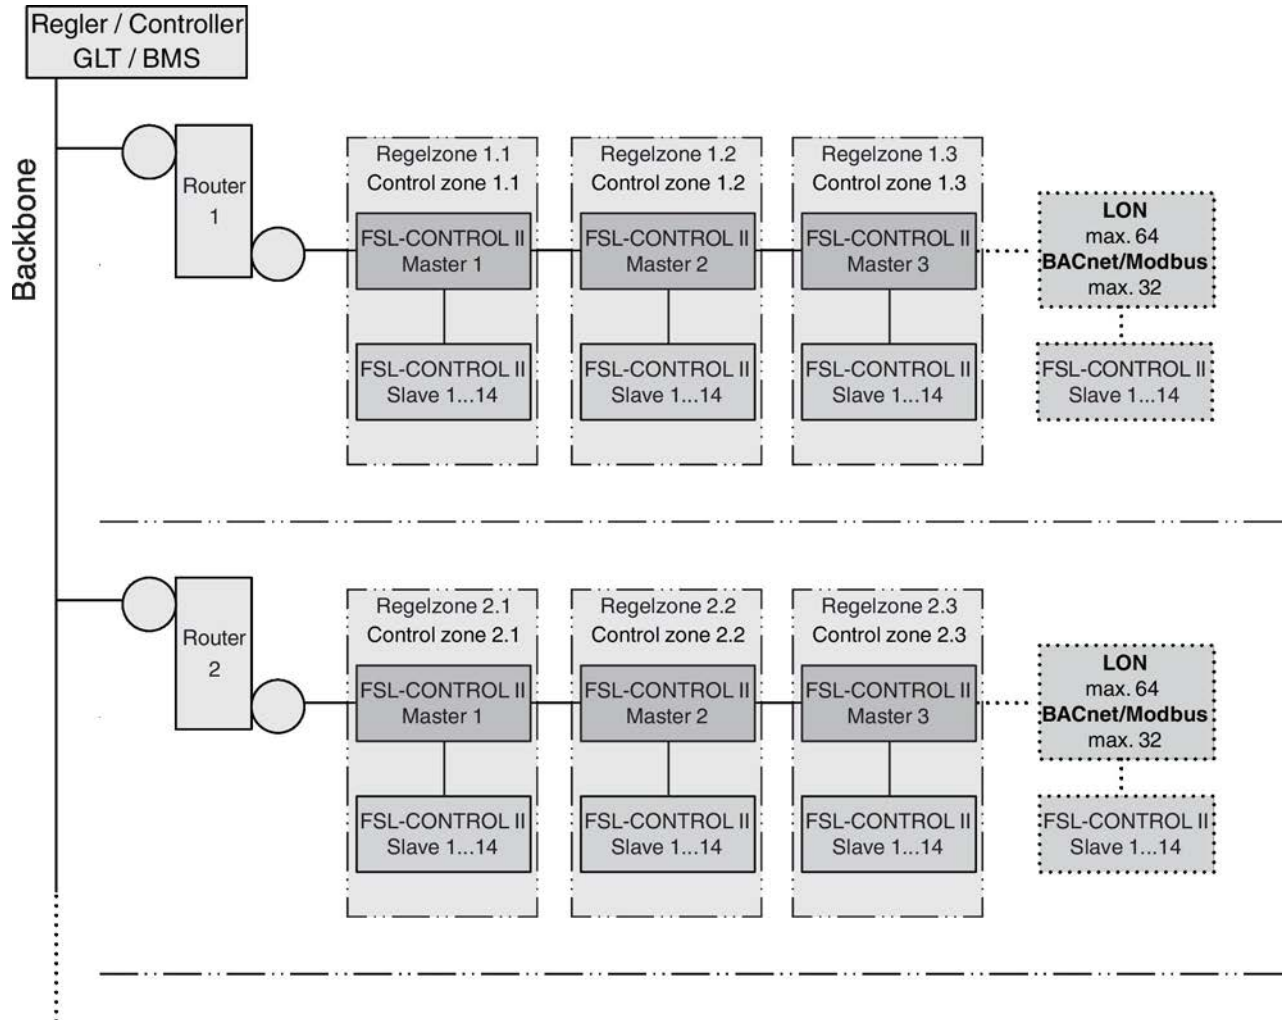 Regler / Controller
GLT / BMS
Backbone
Router
1
Regelzone 1.1
Control zone 1.1
FSL-CONTROL II
Master 1
FSL-CONTROL II
Slave 1...14
Regelzone 1.2
Control zone 1.2
FSL-CONTROL II
Master 2
FSL-CONTROL II
Slave 1...14
Regelzone 1.3
Control zone 1.3
FSL-CONTROL II
Master 3
FSL-CONTROL II
Slave 1...14
LON
max. 64
BACnet/Modbus
max. 32
FSL-CONTROL II
Slave 1...14
Router
2
Regelzone 2.1
Control zone 2.1
FSL-CONTROL II
Master 1
FSL-CONTROL II
Slave 1...14
Regelzone 2.2
Control zone 2.2
FSL-CONTROL II
Master 2
FSL-CONTROL II
Slave 1...14
Regelzone 2.3
Control zone 2.3
FSL-CONTROL II
Master 3
FSL-CONTROL II
Slave 1...14
LON
max. 64
BACnet/Modbus
max. 32
FSL-CONTROL II
Slave 1...14